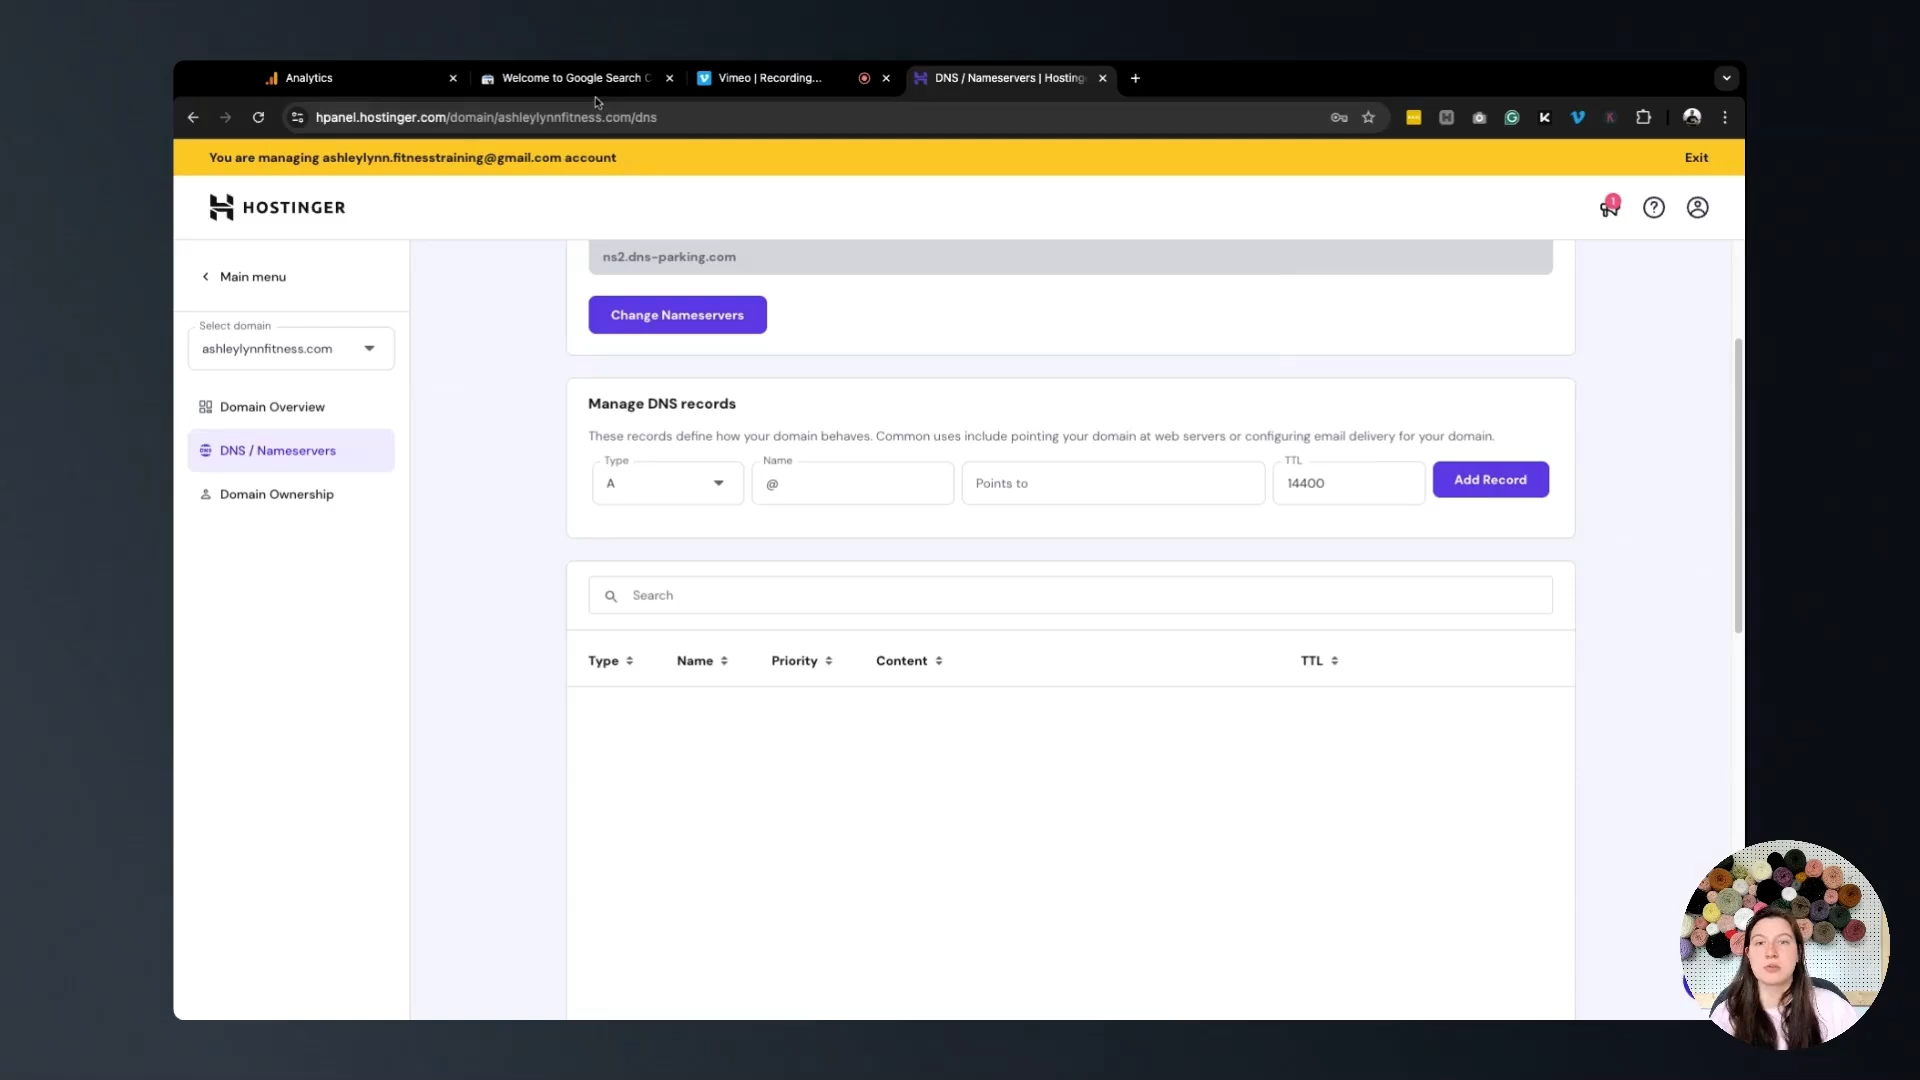 Analytics
Welcome to Google Search C
Vimeo | Recording...
DNS / Nameservers | Hosting
hpanel.hostinger.com/domain/ashleylynnfitness.com/dns
You are managing ashleylynn.fitnesstraining@gmail.com account
Exit
HOSTINGER
1
Main menu
Select domain
ashleylynnfitness.com
Domain Overview
DNS / Nameservers
Domain Ownership
ns2.dns-parking.com
Change Nameservers
Manage DNS records
These records define how your domain behaves. Common uses include pointing your domain at web servers or configuring email delivery for your domain.
Type
A
Name
@
Points to
TTL
14400
Add Record
Search
Type
Name
Priority
Content
TTL